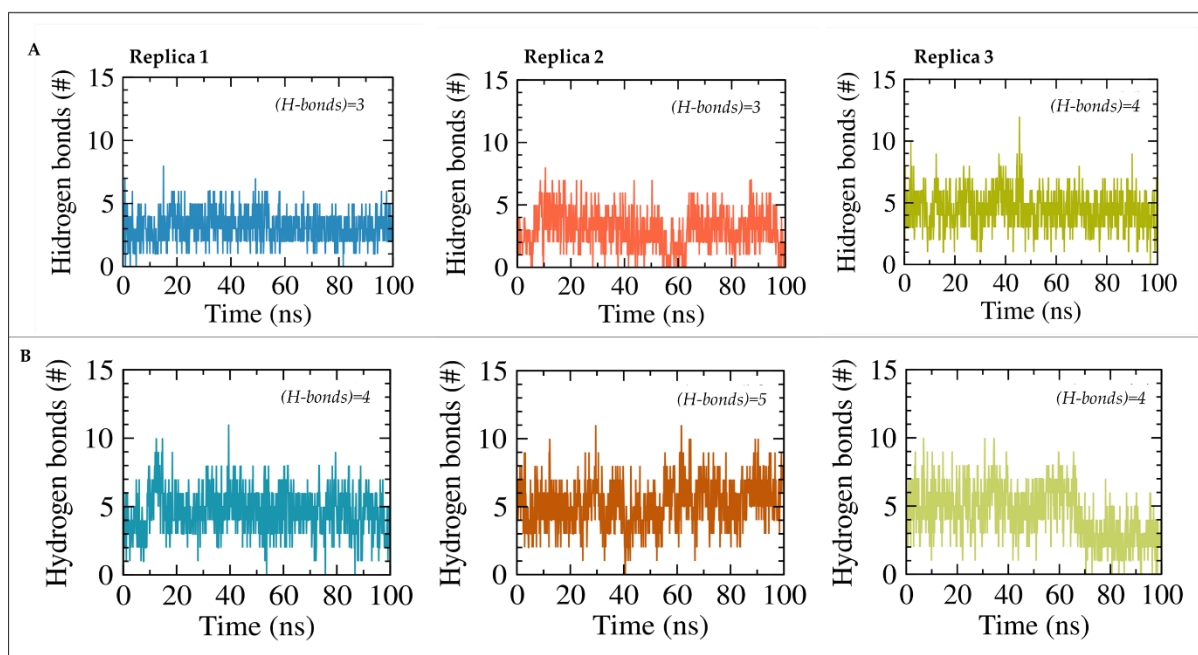 A
Replica 1
Replica 2
Replica 3
Hidrogen bonds (#)
15
10
5
0
(H-bonds)=3
0 20 40 60 80 100
Time (ns)
Hidrogen bonds (#)
15
10
5
0
(H-bonds)=3
0 20 40 60 80 100
Time (ns)
Hidrogen bonds (#)
15
10
5
0
(H-bonds)=4
0 20 40 60 80 100
Time (ns)
B
Hydrogen bonds (#)
15
10
5
0
(H-bonds)=4
0 20 40 60 80 100
Time (ns)
Hydrogen bonds (#)
15
10
5
0
(H-bonds)=5
0 20 40 60 80 100
Time (ns)
Hydrogen bonds (#)
15
10
5
0
(H-bonds)=4
0 20 40 60 80 100
Time (ns)